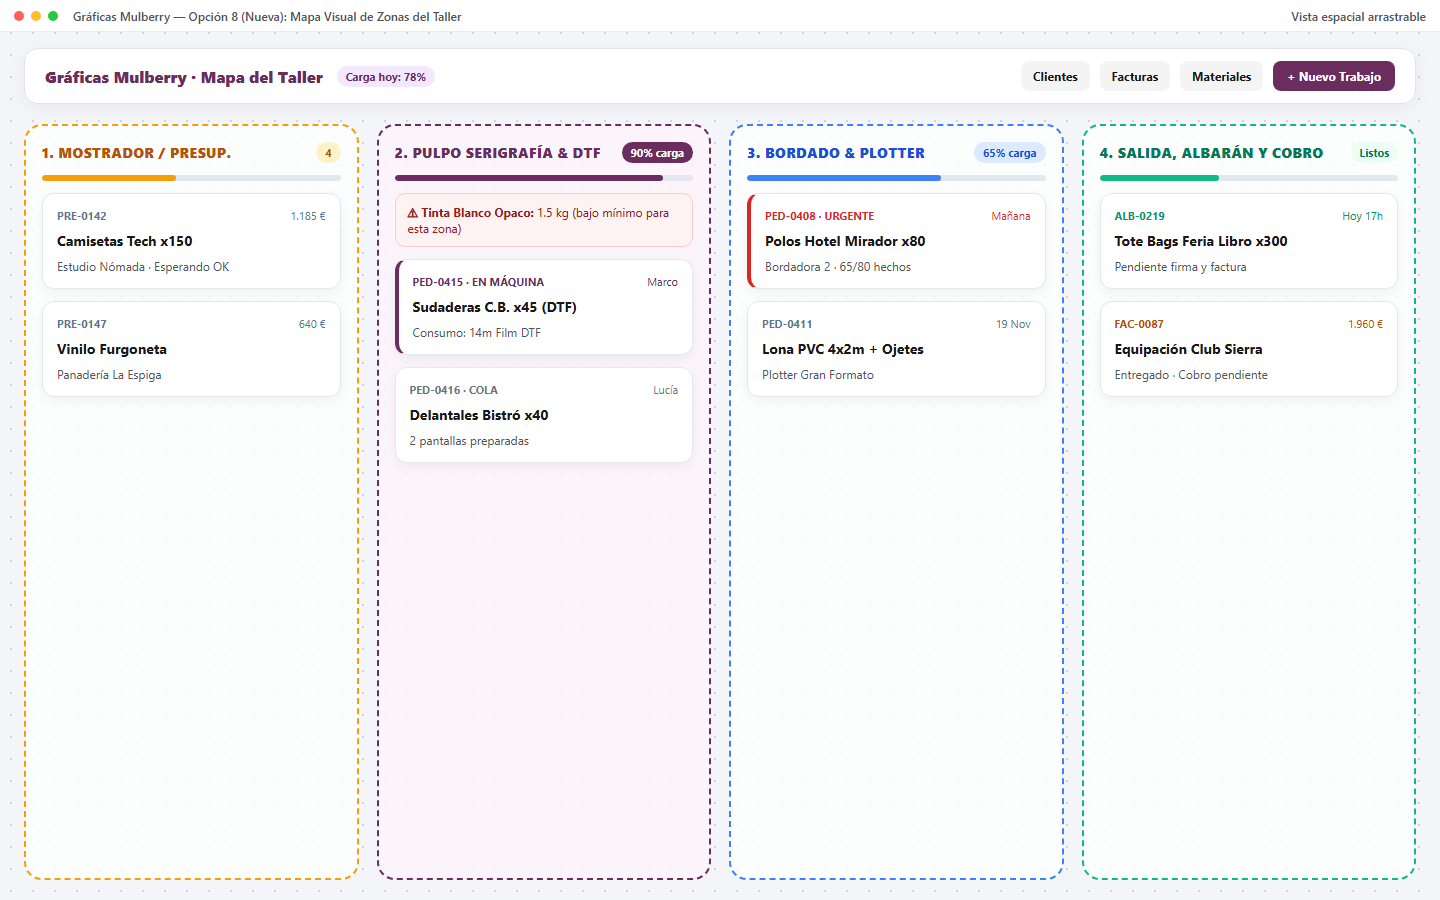 Gráficas Mulberry — Opción 8 (Nueva): Mapa Visual de Zonas del Taller
Vista espacial arrastrable
Gráficas Mulberry · Mapa del Taller
Carga hoy: 78%
Clientes
Facturas
Materiales
+ Nuevo Trabajo
1. MOSTRADOR / PRESUP.
4
PRE-0142
1.185 €
Camisetas Tech x150
Estudio Nómada · Esperando OK
PRE-0147
640 €
Vinilo Furgoneta
Panadería La Espiga
2. PULPO SERIGRAFÍA & DTF
90% carga
⚠ Tinta Blanco Opaco: 1.5 kg (bajo mínimo para
esta zona)
PED-0415 · EN MÁQUINA
Marco
Sudaderas C.B. x45 (DTF)
Consumo: 14m Film DTF
PED-0416 · COLA
Lucía
Delantales Bistró x40
2 pantallas preparadas
3. BORDADO & PLOTTER
65% carga
PED-0408 · URGENTE
Mañana
Polos Hotel Mirador x80
Bordadora 2 · 65/80 hechos
PED-0411
19 Nov
Lona PVC 4x2m + Ojetes
Plotter Gran Formato
4. SALIDA, ALBARÁN Y COBRO
Listos
ALB-0219
Hoy 17h
Tote Bags Feria Libro x300
Pendiente firma y factura
FAC-0087
1.960 €
Equipación Club Sierra
Entregado · Cobro pendiente